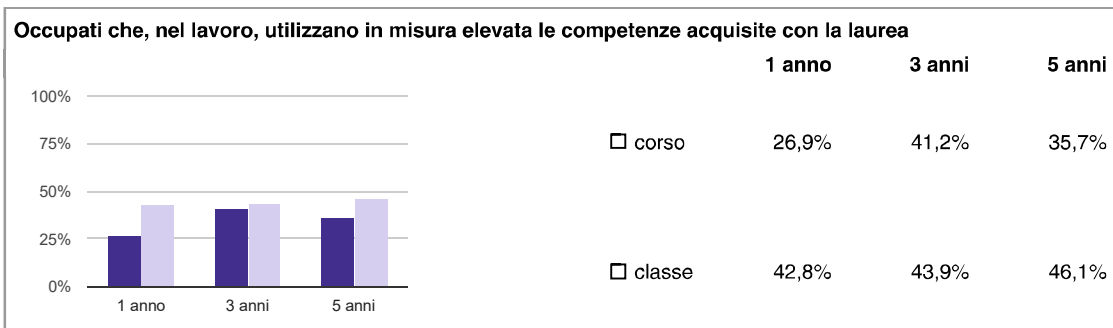 Occupati che, nel lavoro, utilizzano in misura elevata le competenze acquisite con la laurea
1 anno 3 anni 5 anni
100%
75%
50%
25%
0%
1 anno 3 anni 5 anni
corso 26,9% 41,2% 35,7%
classe 42,8% 43,9% 46,1%